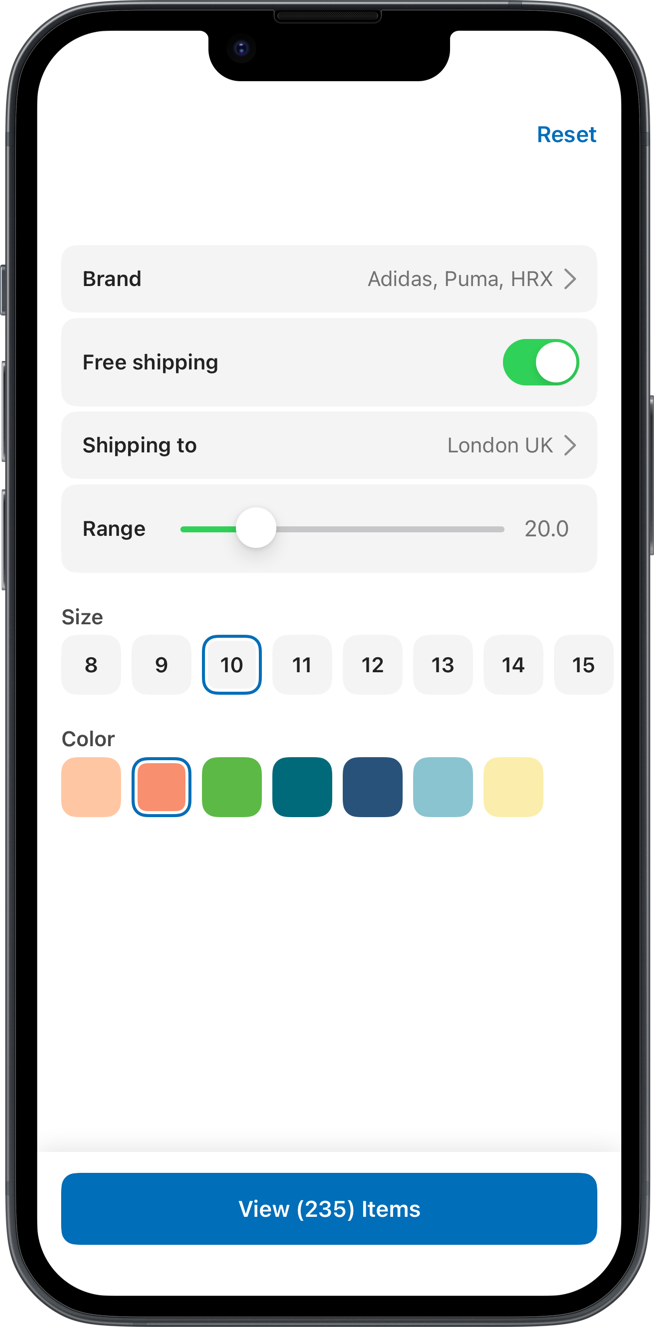 Reset
Brand Adidas, Puma, HRX
Free shipping
Shipping to London UK
Range 20.0
Size
8 9 10 11 12 13 14 15
Color
View (235) Items